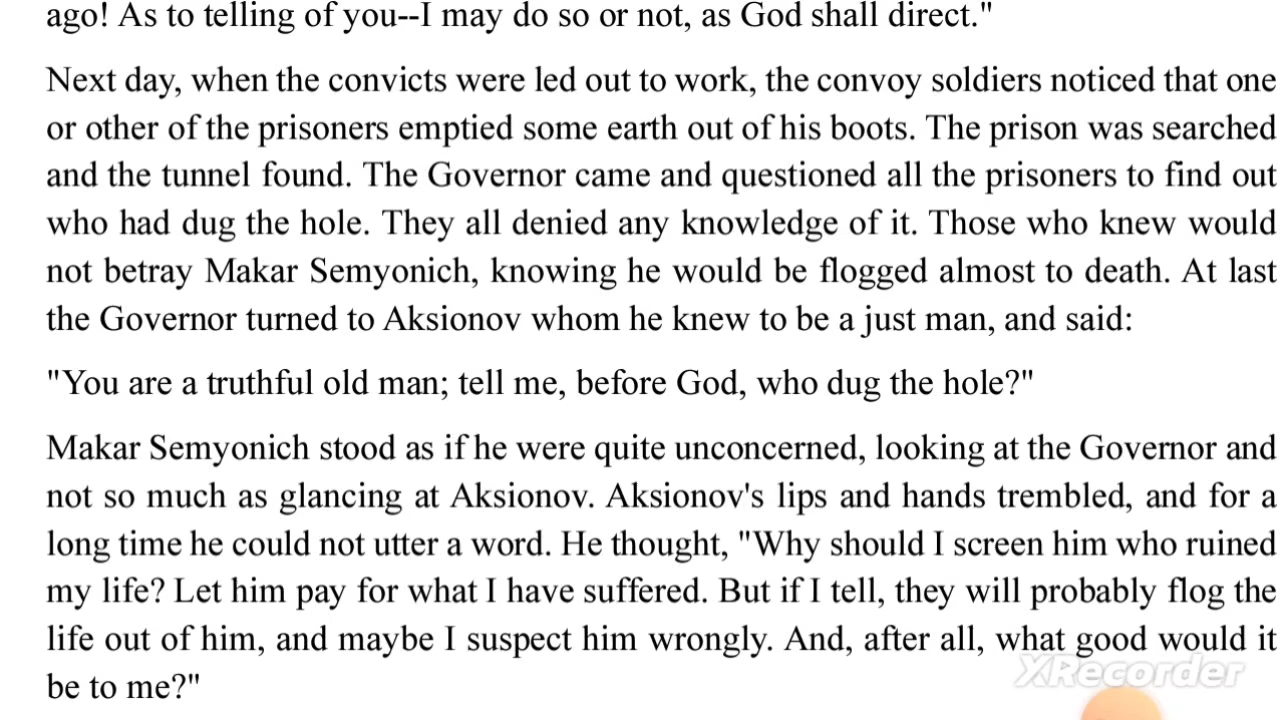 ago! As to telling of you--I may do so or not, as God shall direct."
Next day, when the convicts were led out to work, the convoy soldiers noticed that one
or other of the prisoners emptied some earth out of his boots. The prison was searched
and the tunnel found. The Governor came and questioned all the prisoners to find out
who had dug the hole. They all denied any knowledge of it. Those who knew would
not betray Makar Semyonich, knowing he would be flogged almost to death. At last
the Governor turned to Aksionov whom he knew to be a just man, and said:
"You are a truthful old man; tell me, before God, who dug the hole?"
Makar Semyonich stood as if he were quite unconcerned, looking at the Governor and
not so much as glancing at Aksionov. Aksionov's lips and hands trembled, and for a
long time he could not utter a word. He thought, "Why should I screen him who ruined
my life? Let him pay for what I have suffered. But if I tell, they will probably flog the
life out of him, and maybe I suspect him wrongly. And, after all, what good would it
be to me?"
XRecorder